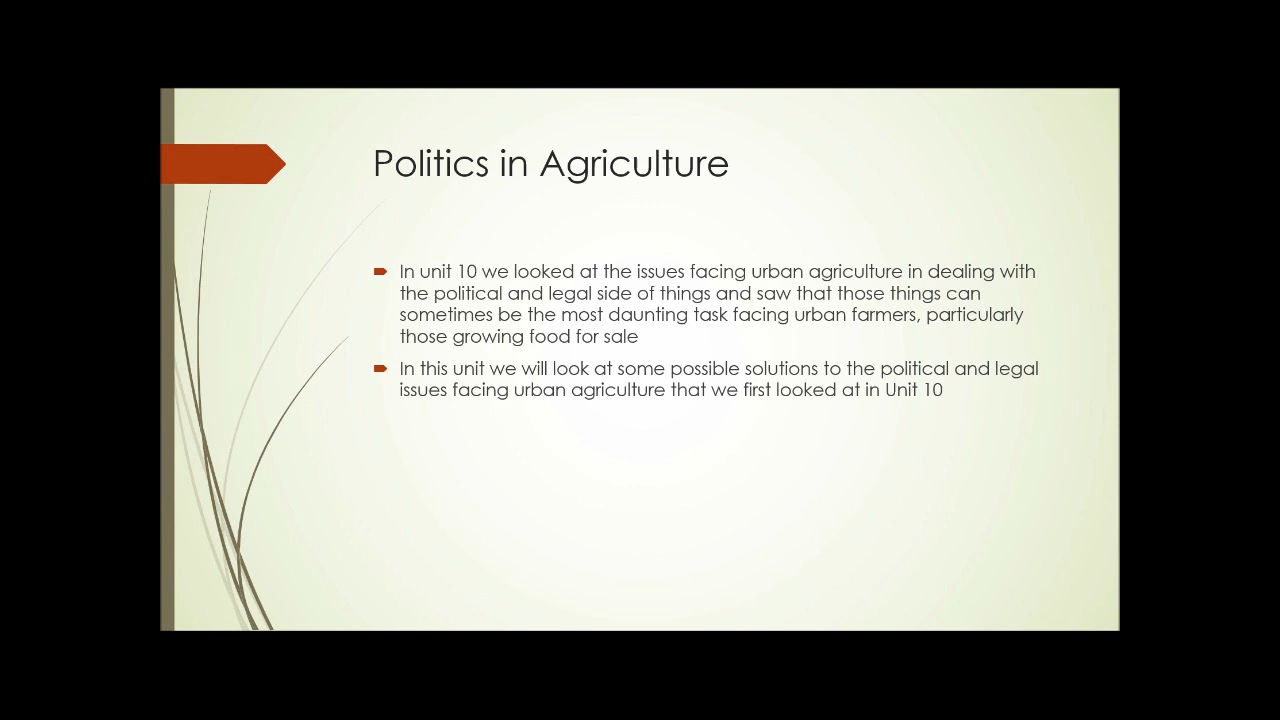 Politics in Agriculture
In unit 10 we looked at the issues facing urban agriculture in dealing with
the political and legal side of things and saw that those things can
sometimes be the most daunting task facing urban farmers, particularly
those growing food for sale
In this unit we will look at some possible solutions to the political and legal
issues facing urban agriculture that we first looked at in Unit 10